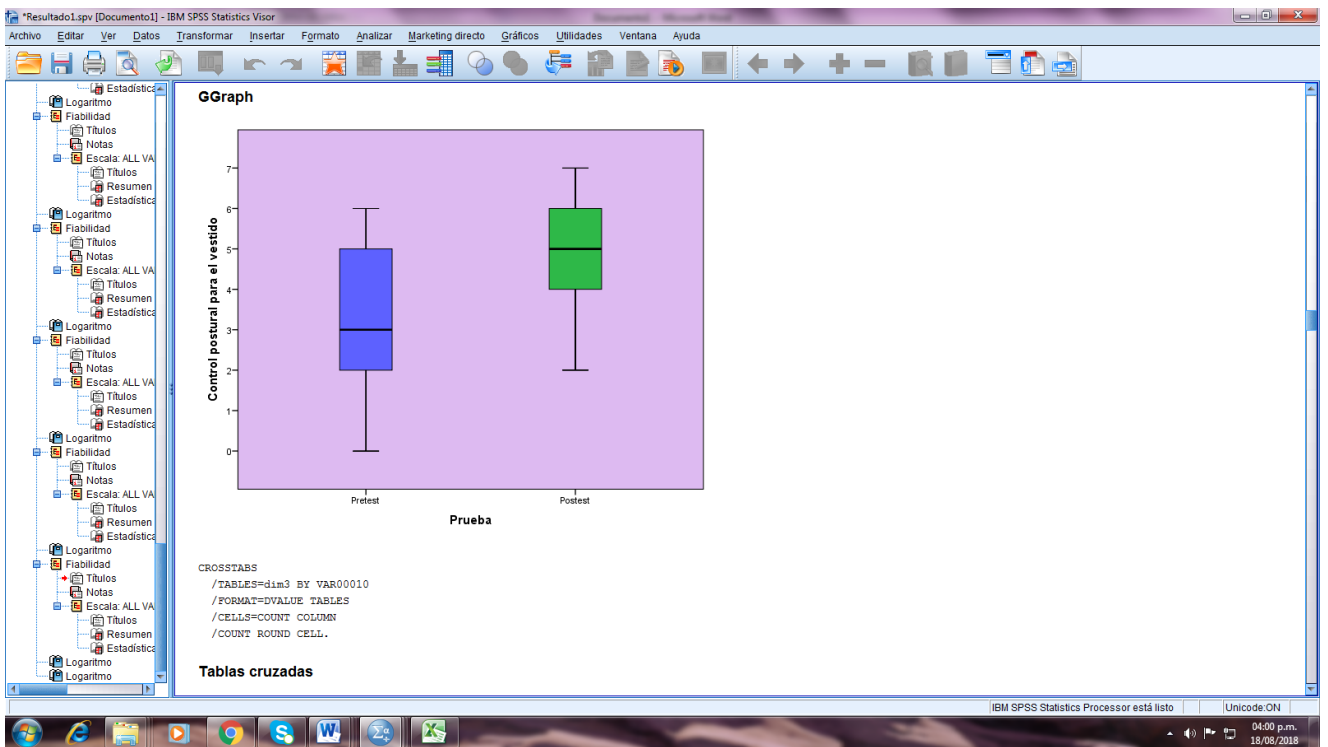 *Resultado1.spv [Documento1] - IBM SPSS Statistics Visor
Archivo Editar Ver Datos Transformar Insertar Formato Analizar Marketing directo Gráficos Utilidades Ventana Ayuda
Estadística
Logaritmo
Fiabilidad
Títulos
Notas
Escala: ALL VA
Títulos
Resumen
Estadística
Logaritmo
Fiabilidad
Títulos
Notas
Escala: ALL VA
Títulos
Resumen
Estadística
Logaritmo
Fiabilidad
Títulos
Notas
Escala: ALL VA
Títulos
Resumen
Estadística
Logaritmo
Fiabilidad
Títulos
Notas
Escala: ALL VA
Títulos
Resumen
Estadística
Logaritmo
Fiabilidad
Títulos
Notas
Escala: ALL VA
Títulos
Resumen
Estadística
Logaritmo
Logaritmo
GGraph
Control postural para el vestido
7
6
5
4
3
2
1
0
Pretest Postest
Prueba
CROSSTABS
/TABLES=dim3 BY VAR00010
/FORMAT=DVALUE TABLES
/CELLS=COUNT COLUMN
/COUNT ROUND CELL.
Tablas cruzadas
IBM SPSS Statistics Processor está listo Unicode:ON
04:00 p.m.
18/08/2018